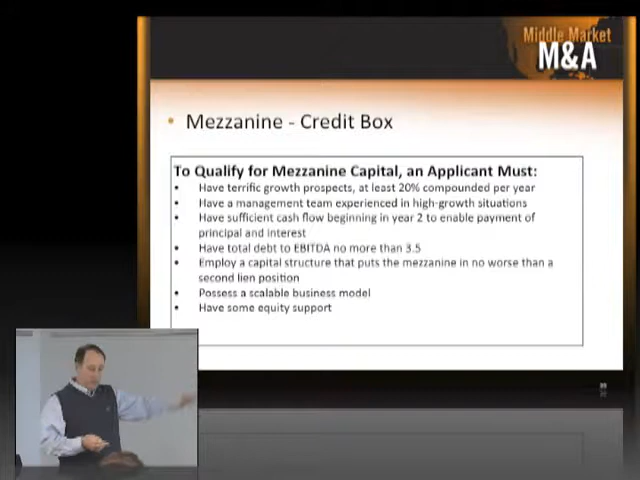 Middle Market
M&A
• Mezzanine - Credit Box
To Qualify for Mezzanine Capital, an Applicant Must:
• Have terrific growth prospects, at least 20% compounded per year
• Have a management team experienced in high-growth situations
• Have sufficient cash flow beginning in year 2 to enable payment of
principal and interest
• Have total debt to EBITDA no more than 3.5
• Employ a capital structure that puts the mezzanine in no worse than a
second lien position
• Possess a scalable business model
• Have some equity support